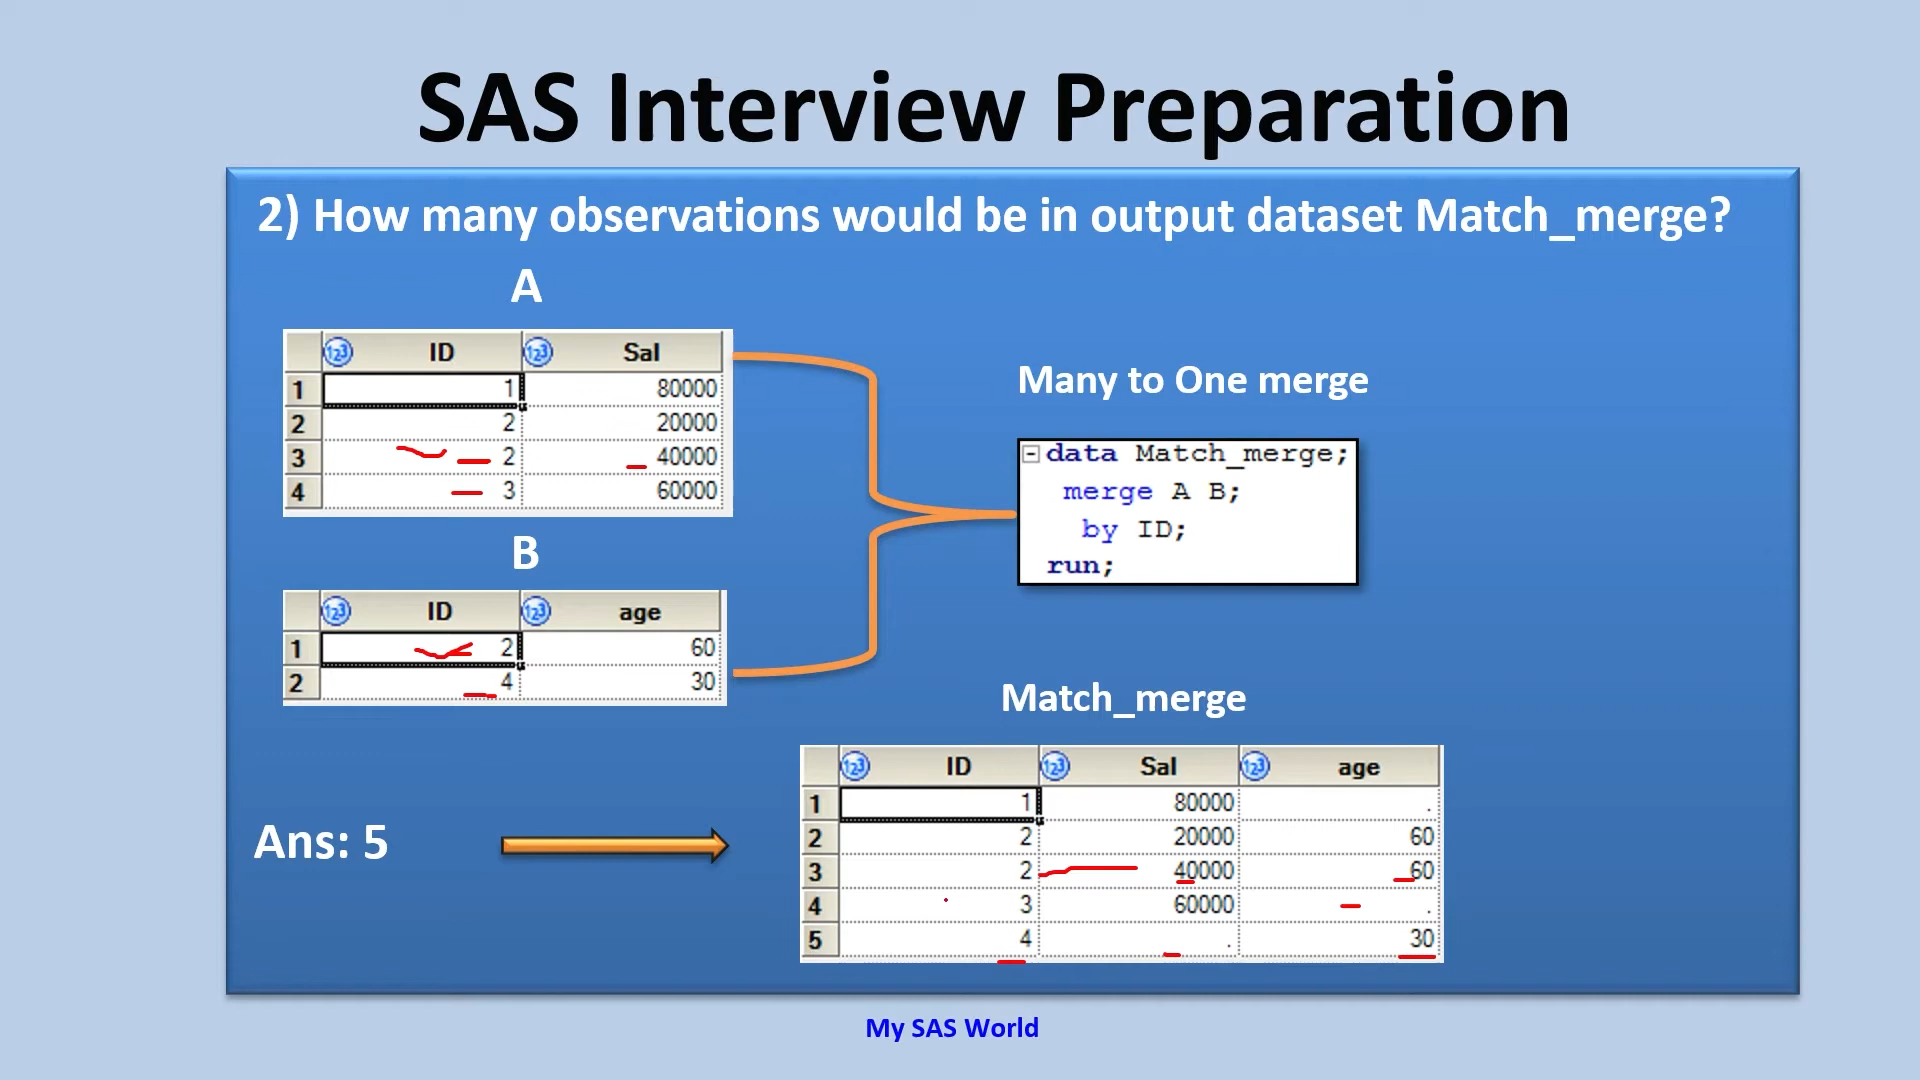 SAS Interview Preparation
2) How many observations would be in output dataset Match_merge?
A
ID Sal
1 1 80000
2 2 20000
3 2 40000
4 3 60000
Many to One merge
data Match_merge;
merge A B;
by ID;
run;
B
ID age
1 2 60
2 4 30
Match_merge
ID Sal age
1 1 80000 .
2 2 20000 60
3 2 40000 60
4 3 60000 .
5 4 . 30
Ans: 5
My SAS World